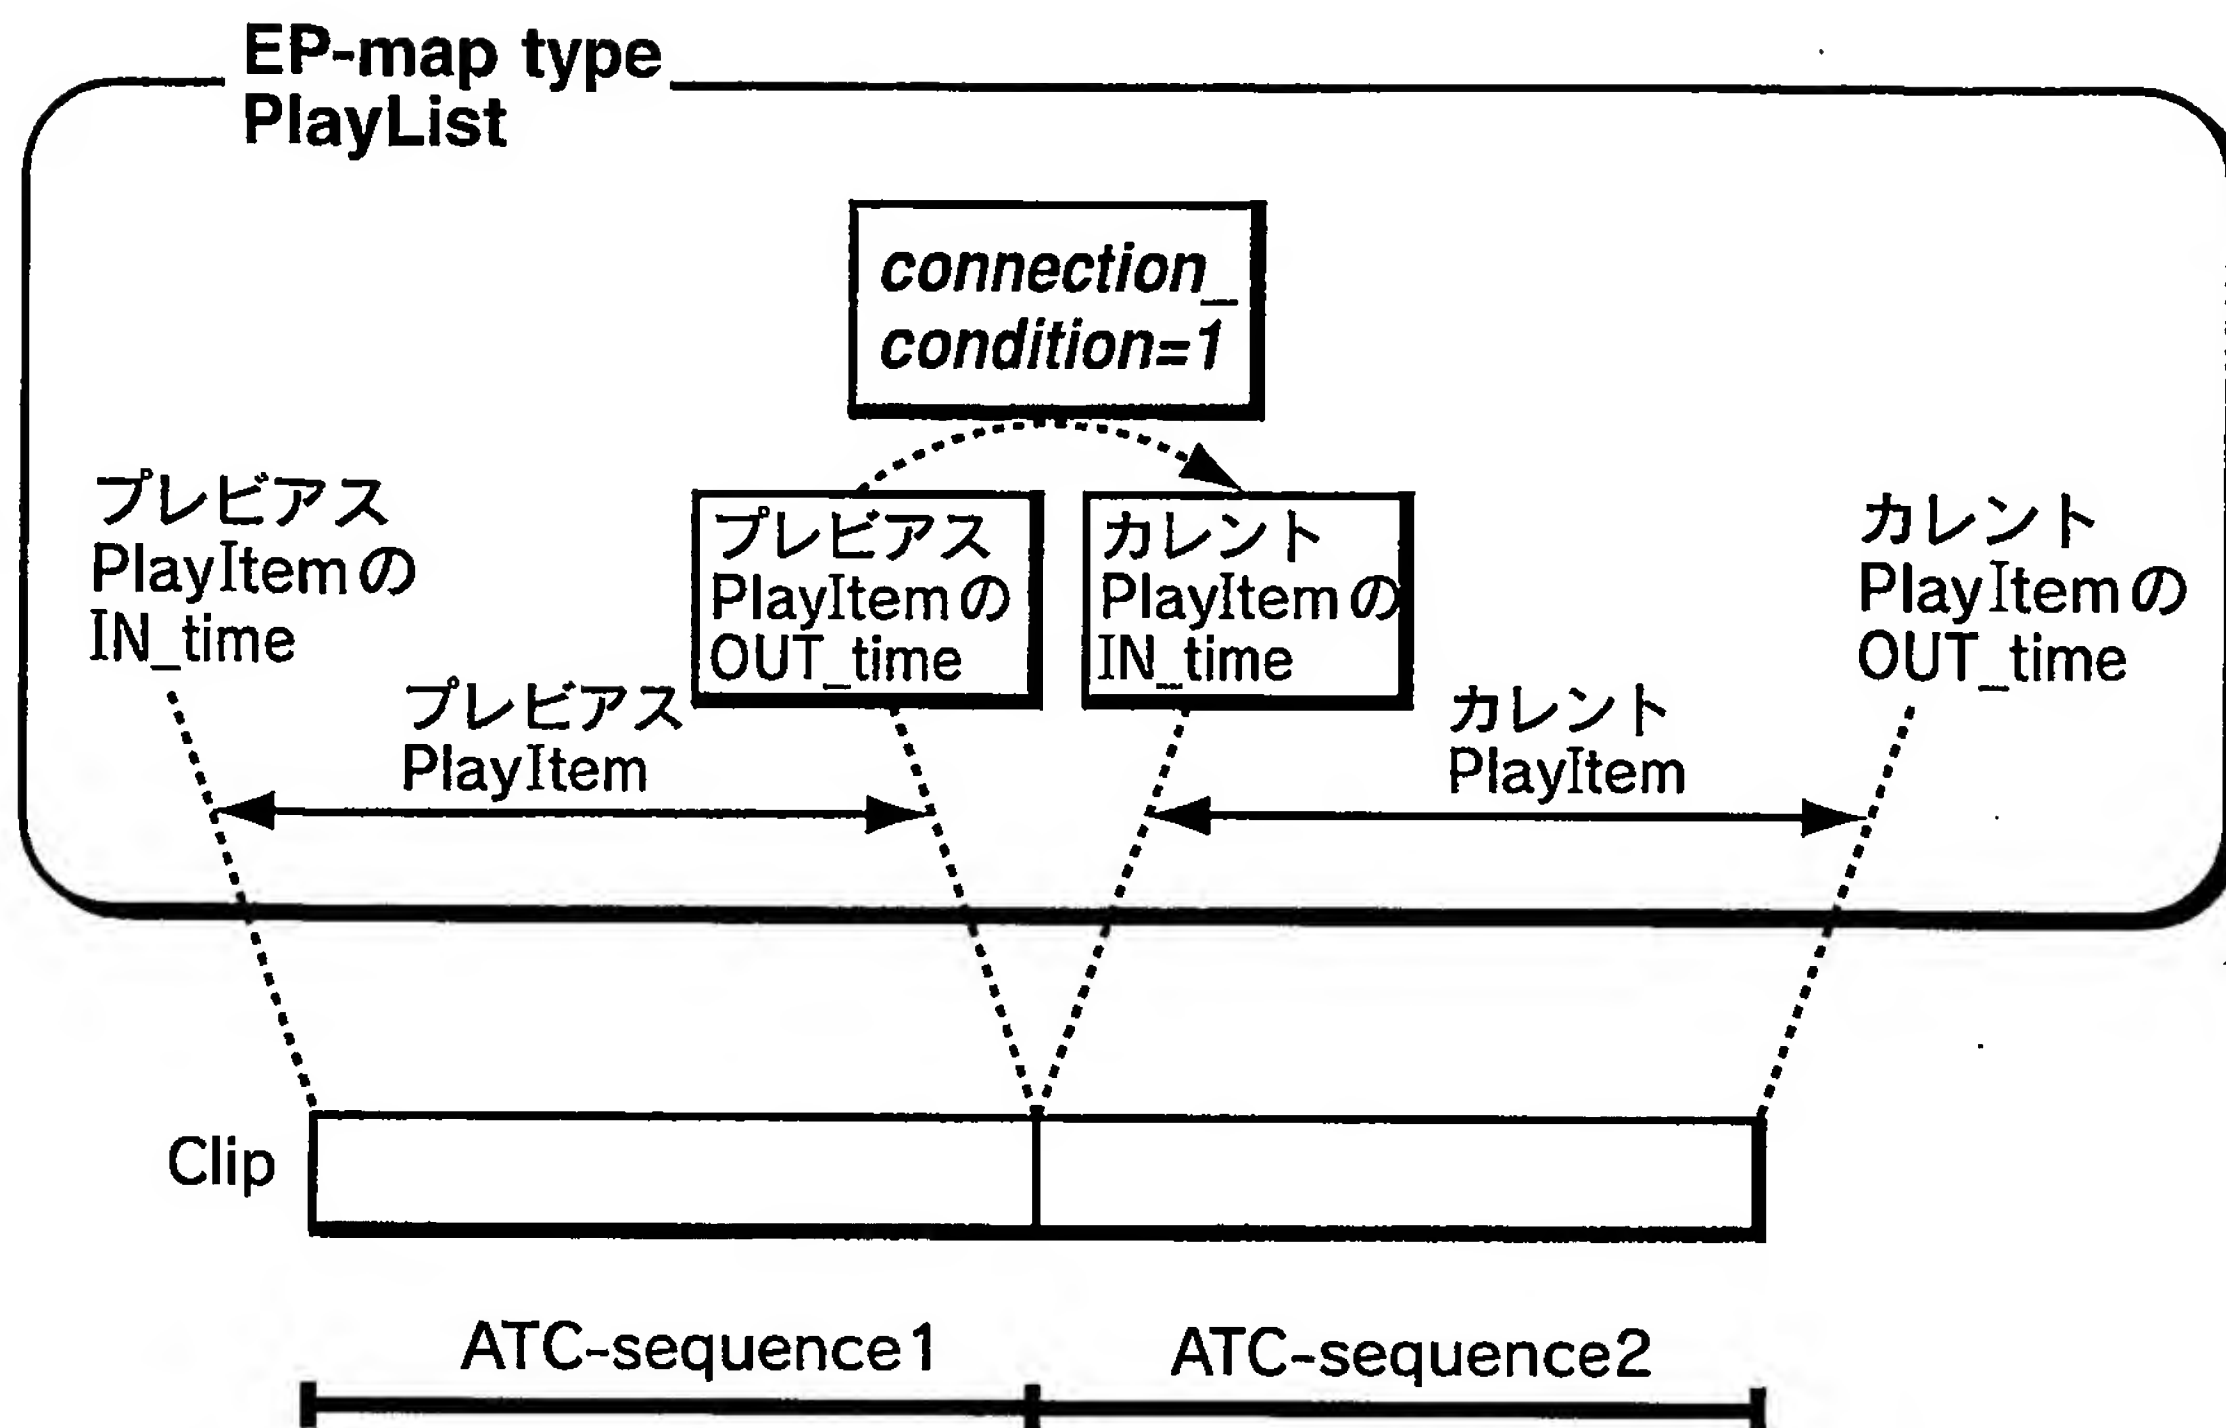 EP-map type
PlayList
connection_
condition=1
プレビアス
PlayItemの
IN_time
プレビアス
PlayItemの
OUT_time
カレント
PlayItemの
IN_time
カレント
PlayItemの
OUT_time
プレビアス
PlayItem
カレント
PlayItem
Clip
ATC-sequence1
ATC-sequence2